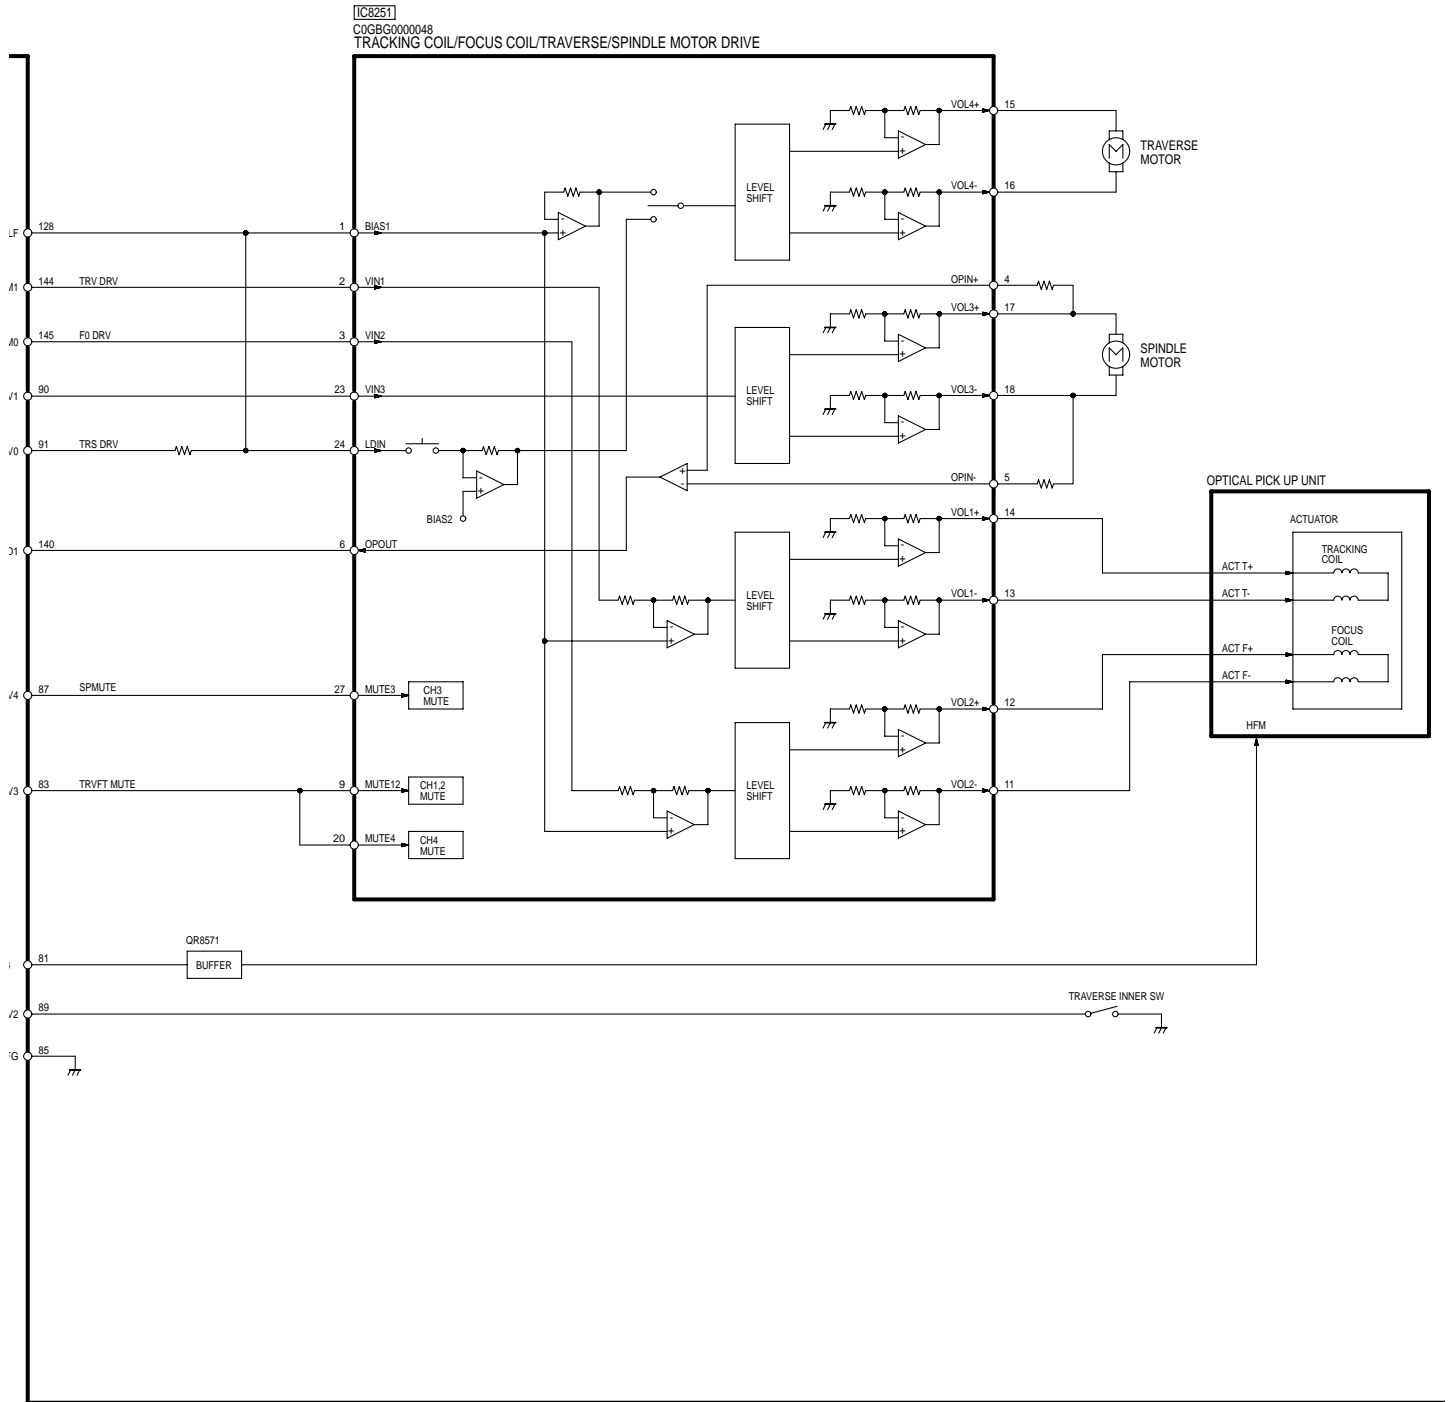 IC8251
C0GBG0000048
TRACKING COIL/FOCUS COIL/TRAVERSE/SPINDLE MOTOR DRIVE
VOL4+ 15
TRAVERSE
MOTOR
LEVEL
SHIFT
VOL4- 16
128 1 BIAS1
144 TRV DRV 2 VIN1
OPIN+ 4
VOL3+ 17
145 F0 DRV 3 VIN2
SPINDLE
MOTOR
LEVEL
SHIFT
90 23 VIN3
VOL3- 18
91 TRS DRV 24 LDIN
OPIN- 5
BIAS2
VOL1+ 14
140 6 OPOUT
LEVEL
SHIFT
VOL1- 13
OPTICAL PICK UP UNIT
ACTUATOR
TRACKING
COIL
ACT T+
ACT T-
FOCUS
COIL
ACT F+
ACT F-
HFM
87 SPMUTE 27 MUTE3
CH3
MUTE
VOL2+ 12
83 TRVFT MUTE 9 MUTE12
CH1,2
MUTE
LEVEL
SHIFT
VOL2- 11
20 MUTE4
CH4
MUTE
QR8571
81 BUFFER
TRAVERSE INNER SW
89
85